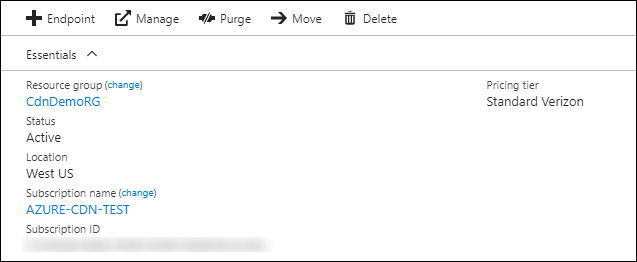 Endpoint Manage Purge Move Delete
Essentials
Resource group (change) Pricing tier
CdnDemoRG Standard Verizon
Status
Active
Location
West US
Subscription name (change)
AZURE-CDN-TEST
Subscription ID